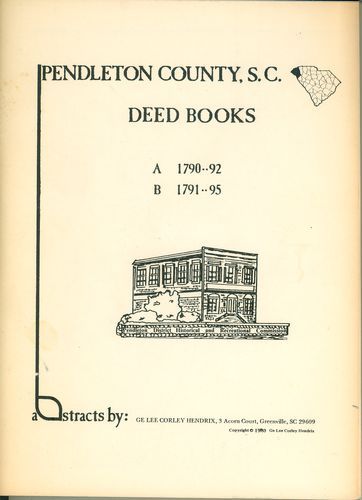 PENDLETON COUNTY, S.C.
DEED BOOKS
A 1790--92
B 1791--95
Pendleton District Historical and Recreational Commission
abstracts by: GE LEE CORLEY HENDRIX, 3 Acorn Court, Greenville, SC 29609
Copyright © Ge Lee Corley Hendrix